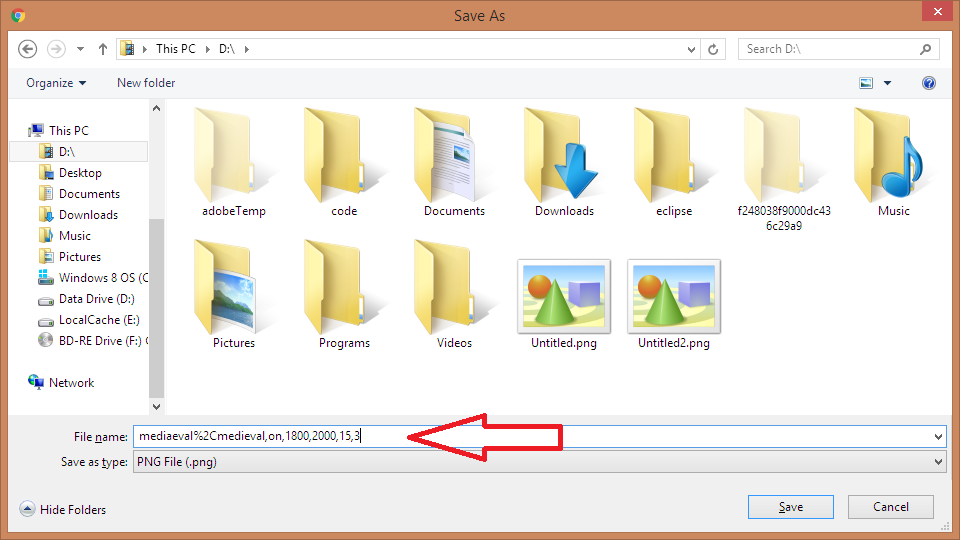 Save As
This PC
D:\
Search D:\
Organize
New folder
This PC
D:\
Desktop
Documents
Downloads
Music
Pictures
Windows 8 OS (C
Data Drive (D:)
LocalCache (E:)
BD-RE Drive (F:) C
Network
adobeTemp
code
Documents
Downloads
eclipse
f248038f9000dc43
6c29a9
Music
Pictures
Programs
Videos
Untitled.png
Untitled2.png
File name: mediaeval%2Cmedieval,on,1800,2000,15,3
Save as type: PNG File (.png)
Hide Folders
Save
Cancel